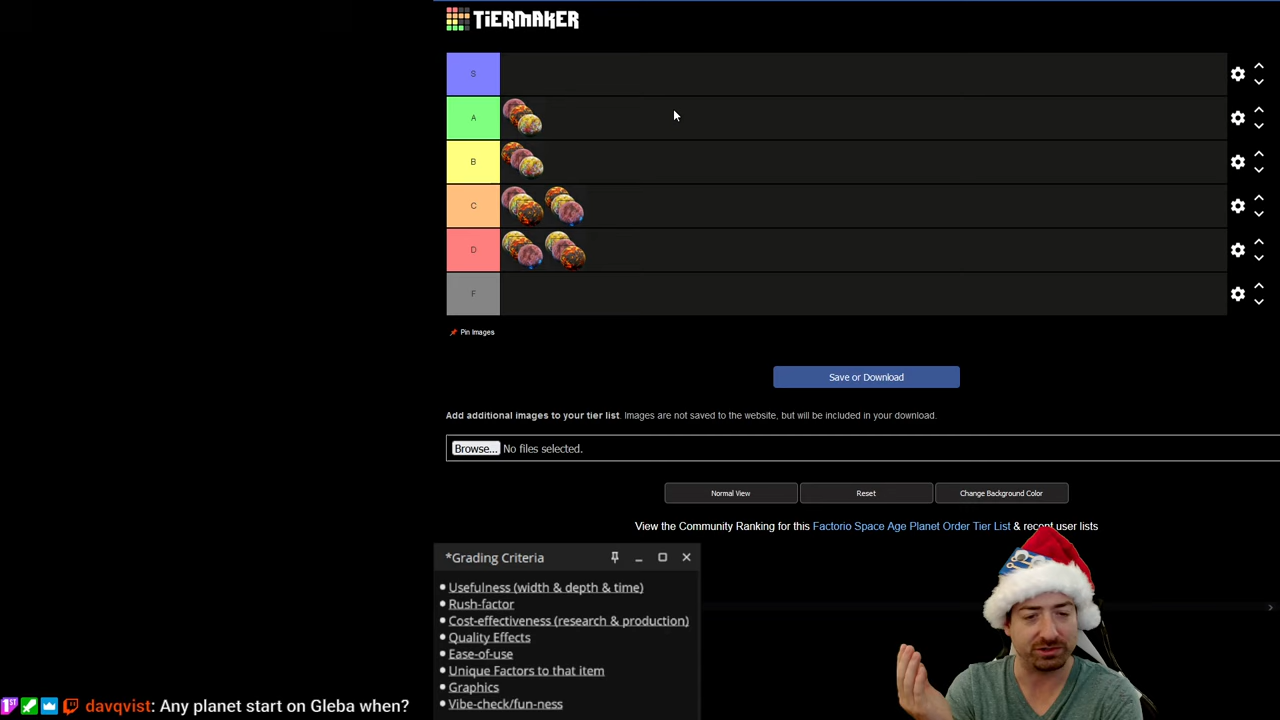 TIERMAKER
S
A
B
C
D
F
Pin Images
Save or Download
Add additional images to your tier list. Images are not saved to the website, but will be included in your download.
Browse... No files selected.
Normal View
Reset
Change Background Color
View the Community Ranking for this Factorio Space Age Planet Order Tier List & recent user lists
*Grading Criteria
• Usefulness (width & depth & time)
• Rush-factor
• Cost-effectiveness (research & production)
• Quality Effects
• Ease-of-use
• Unique Factors to that item
• Graphics
• Vibe-check/fun-ness
1ST davqvist: Any planet start on Gleba when?